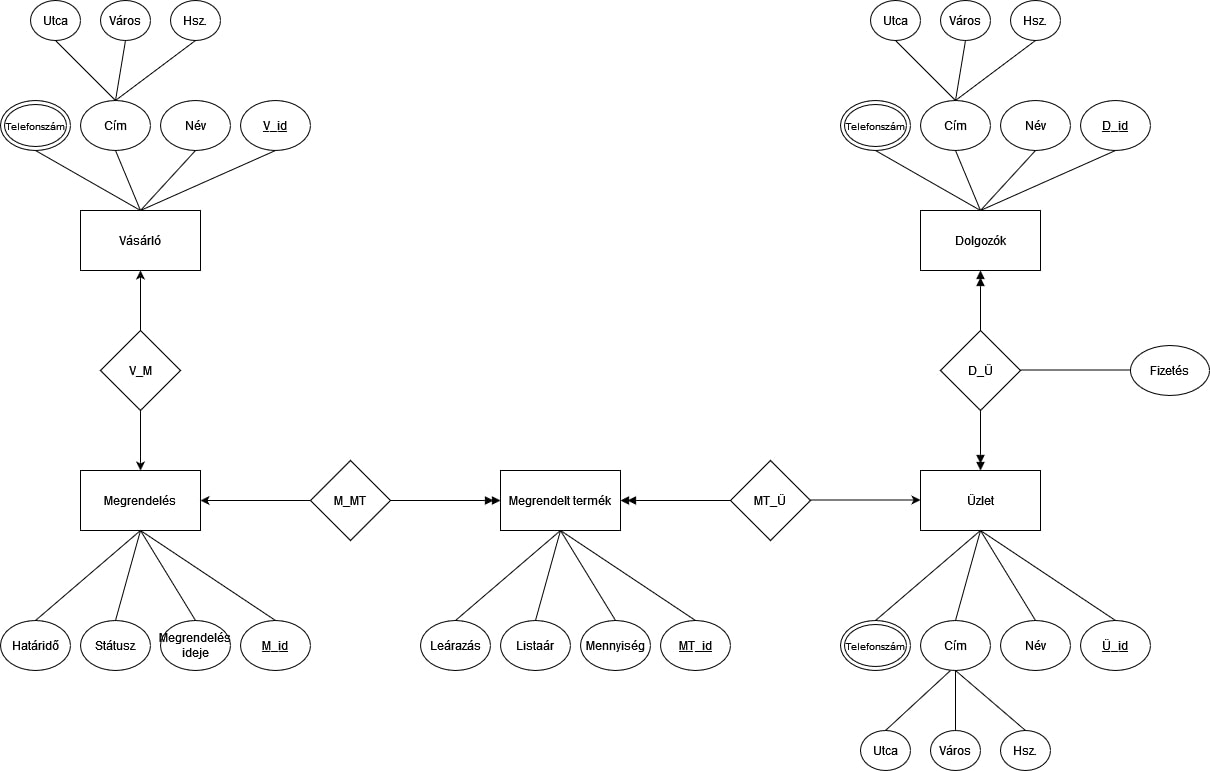 Utca Város Hsz. Utca Város Hsz.
Telefonszám Cím Név V_id Telefonszám Cím Név D_id
Vásárló Dolgozók
V_M D_Ü Fizetés
Megrendelés M_MT Megrendelt termék MT_Ü Üzlet
Határidő Státusz Megrendelés
ideje M_id Leárazás Listaár Mennyiség MT_id Telefonszám Cím Név Ü_id
Utca Város Hsz.